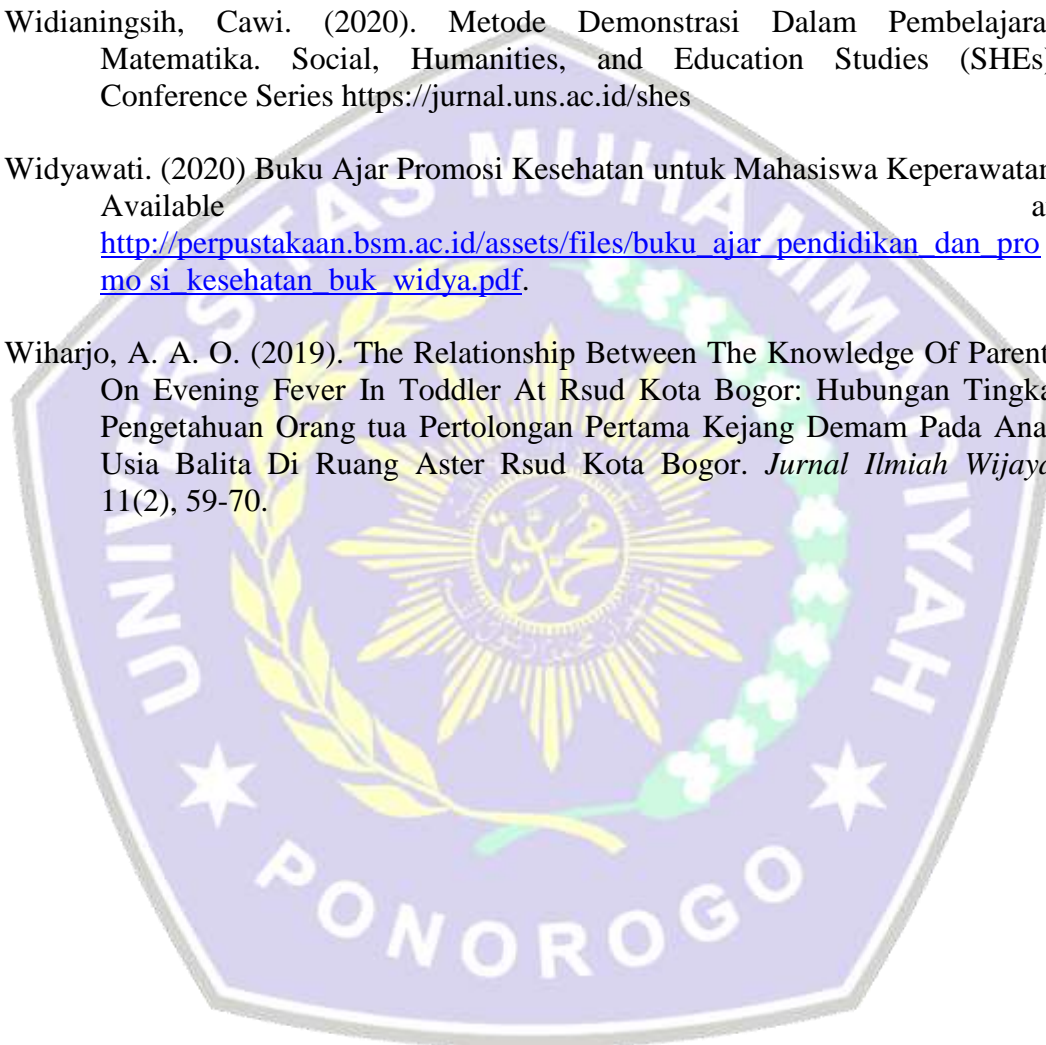 Widianingsih, Cawi. (2020). Metode Demonstrasi Dalam Pembelajara
Matematika. Social, Humanities, and Education Studies (SHEs)
Conference Series https://jurnal.uns.ac.id/shes
Widyawati. (2020) Buku Ajar Promosi Kesehatan untuk Mahasiswa Keperawatan
Available a
http://perpustakaan.bsm.ac.id/assets/files/buku_ajar_pendidikan_dan_pro
mo si_kesehatan_buk_widya.pdf.
Wiharjo, A. A. O. (2019). The Relationship Between The Knowledge Of Parent
On Evening Fever In Toddler At Rsud Kota Bogor: Hubungan Tingka
Pengetahuan Orang tua Pertolongan Pertama Kejang Demam Pada Ana
Usia Balita Di Ruang Aster Rsud Kota Bogor. Jurnal Ilmiah Wijaya
11(2), 59-70.
UNIVERSITAS MUHAMMADIYAH
PONOROGO